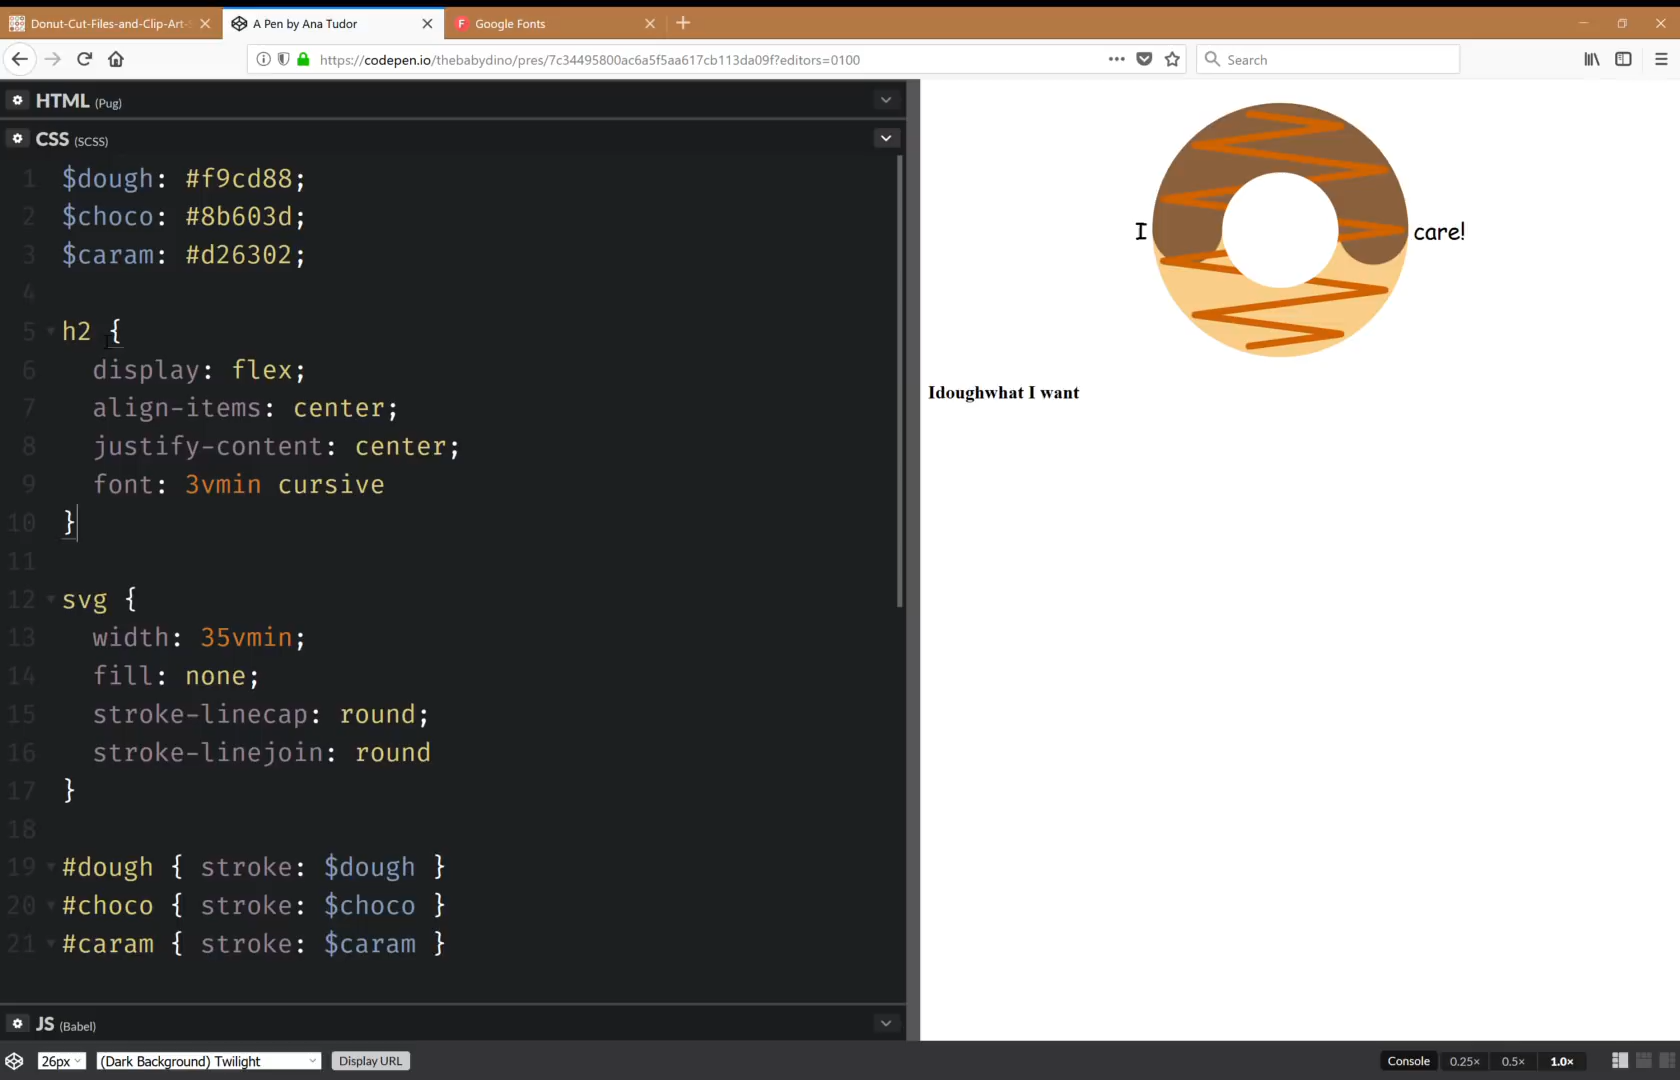 Donut-Cut-Files-and-Clip-Art-
A Pen by Ana Tudor
Google Fonts
https://codepen.io/thebabydino/pres/7c34495800ac6a5f5aa617cb113da09f?editors=0100
Search
HTML (Pug)
CSS (SCSS)
1 $dough: #f9cd88;
2 $choco: #8b603d;
3 $caram: #d26302;
4
5 h2 {
6 display: flex;
7 align-items: center;
8 justify-content: center;
9 font: 3vmin cursive
10 }
11
12 svg {
13 width: 35vmin;
14 fill: none;
15 stroke-linecap: round;
16 stroke-linejoin: round
17 }
18
19 #dough { stroke: $dough }
20 #choco { stroke: $choco }
21 #caram { stroke: $caram }
I care!
Idoughwhat I want
JS (Babel)
26px
(Dark Background) Twilight
Display URL
Console
0.25×
0.5×
1.0×